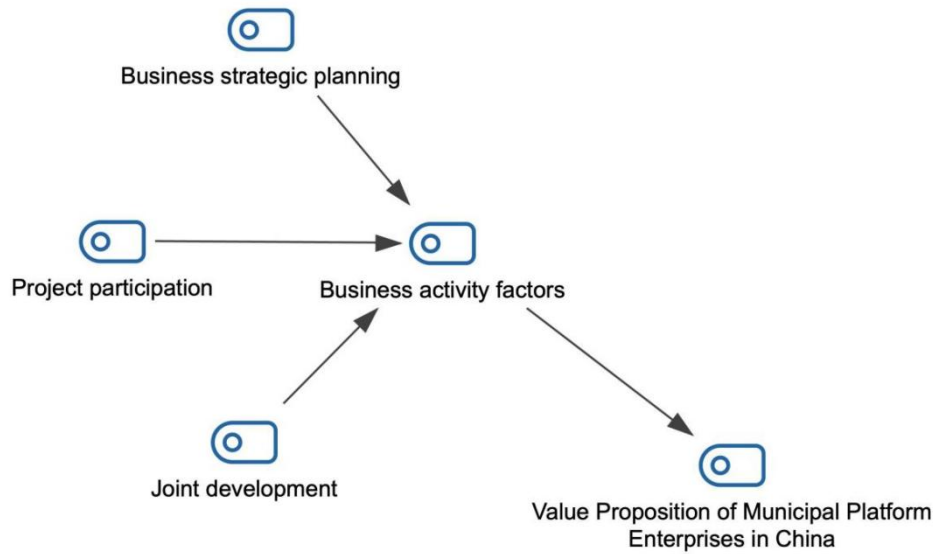 Business strategic planning
Project participation
Business activity factors
Joint development
Value Proposition of Municipal Platform
Enterprises in China